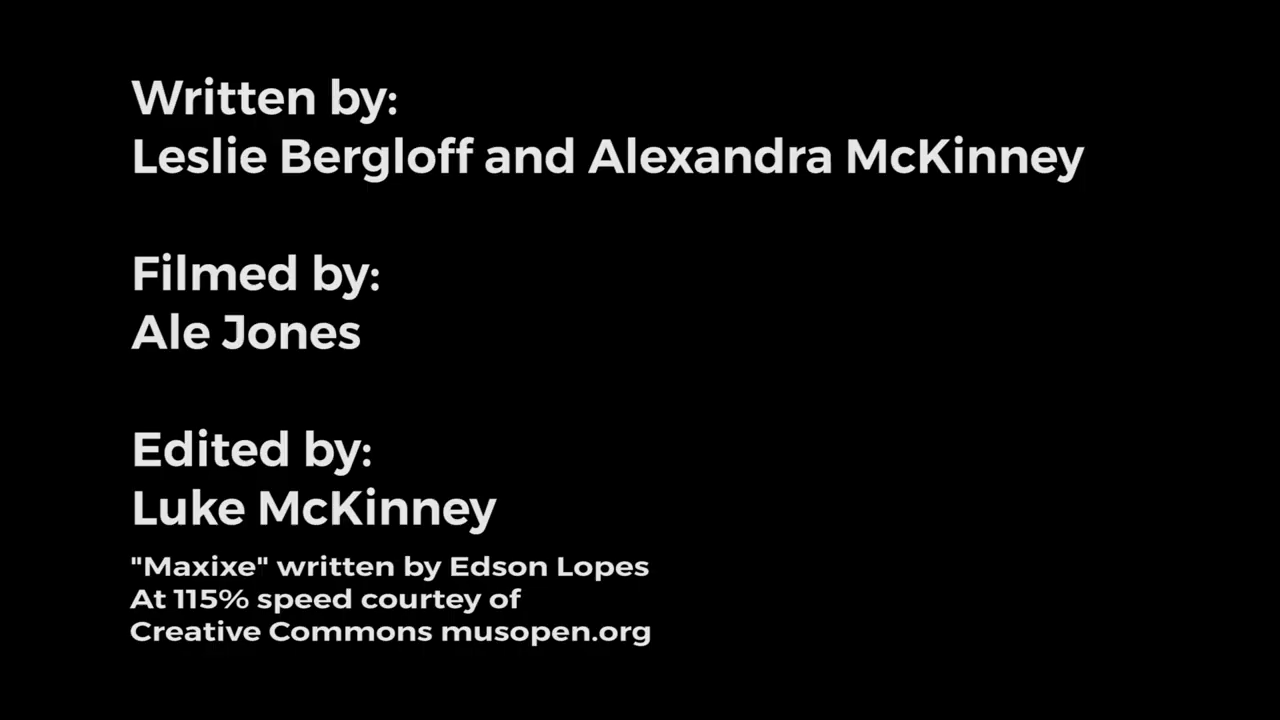 Written by:
Leslie Bergloff and Alexandra McKinney
Filmed by:
Ale Jones
Edited by:
Luke McKinney
"Maxixe" written by Edson Lopes
At 115% speed courtey of
Creative Commons musopen.org